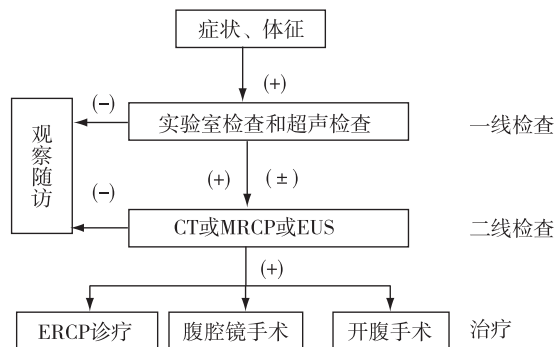 症状、体征
(+)
(−)
实验室检查和超声检查
一线检查
观察随访
(+)
(±)
(−)
CT或MRCP或EUS
二线检查
(+)
ERCP诊疗
腹腔镜手术
开腹手术
治疗